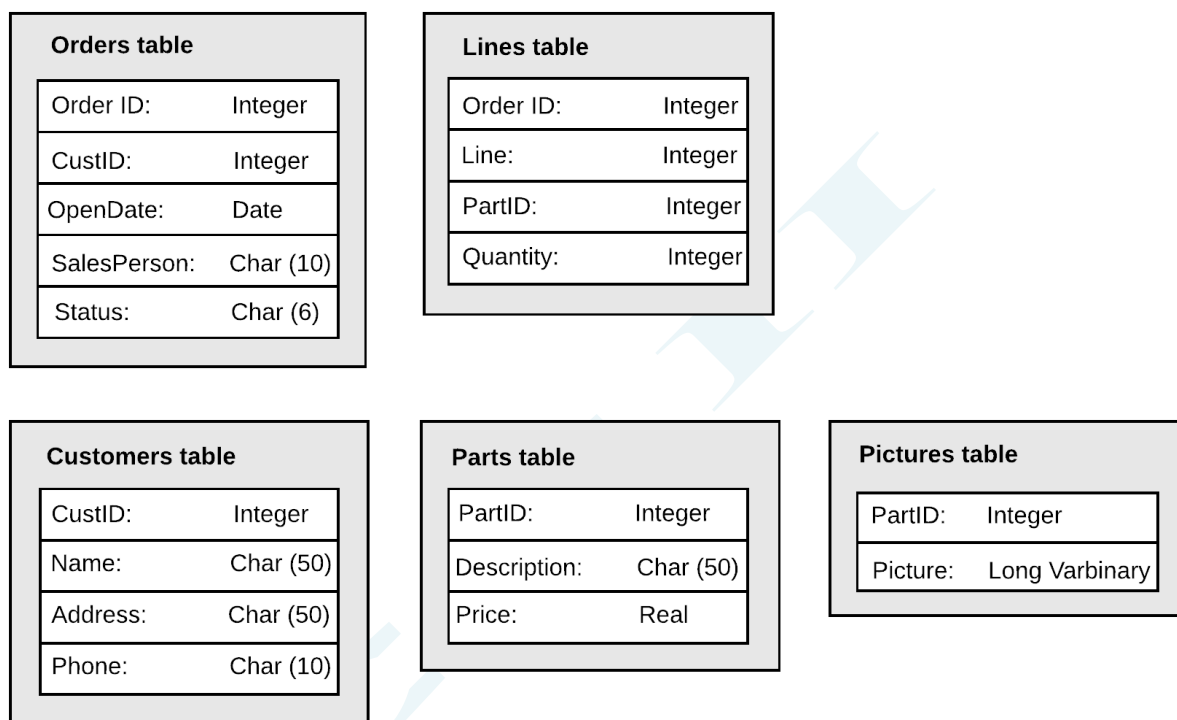 Orders table
Order ID: Integer
CustID: Integer
OpenDate: Date
SalesPerson: Char (10)
Status: Char (6)
Lines table
Order ID: Integer
Line: Integer
PartID: Integer
Quantity: Integer
Customers table
CustID: Integer
Name: Char (50)
Address: Char (50)
Phone: Char (10)
Parts table
PartID: Integer
Description: Char (50)
Price: Real
Pictures table
PartID: Integer
Picture: Long Varbinary